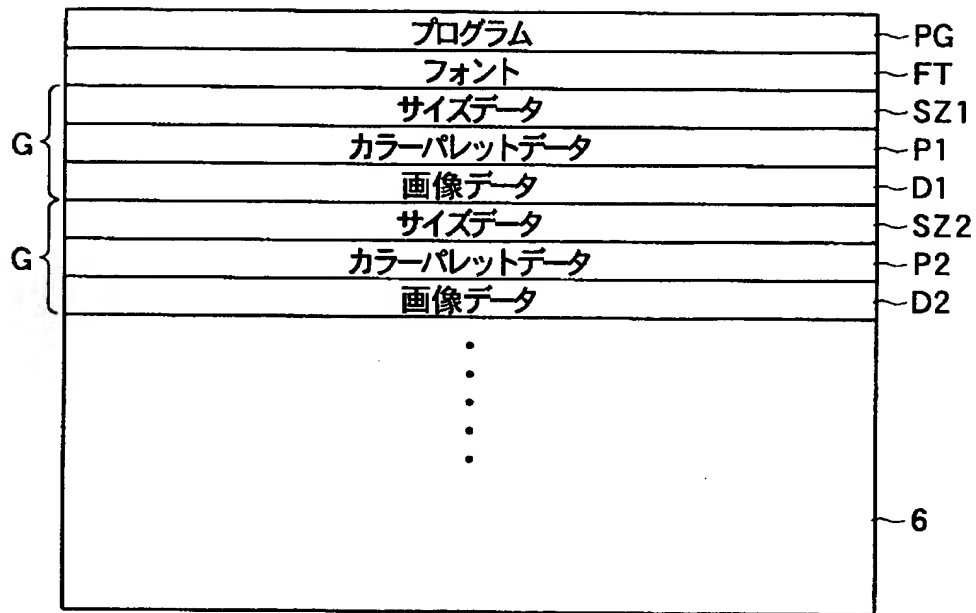 プログラム PG
フォント FT
サイズデータ SZ1
G カラーパレットデータ P1
画像データ D1
サイズデータ SZ2
G カラーパレットデータ P2
画像データ D2
6